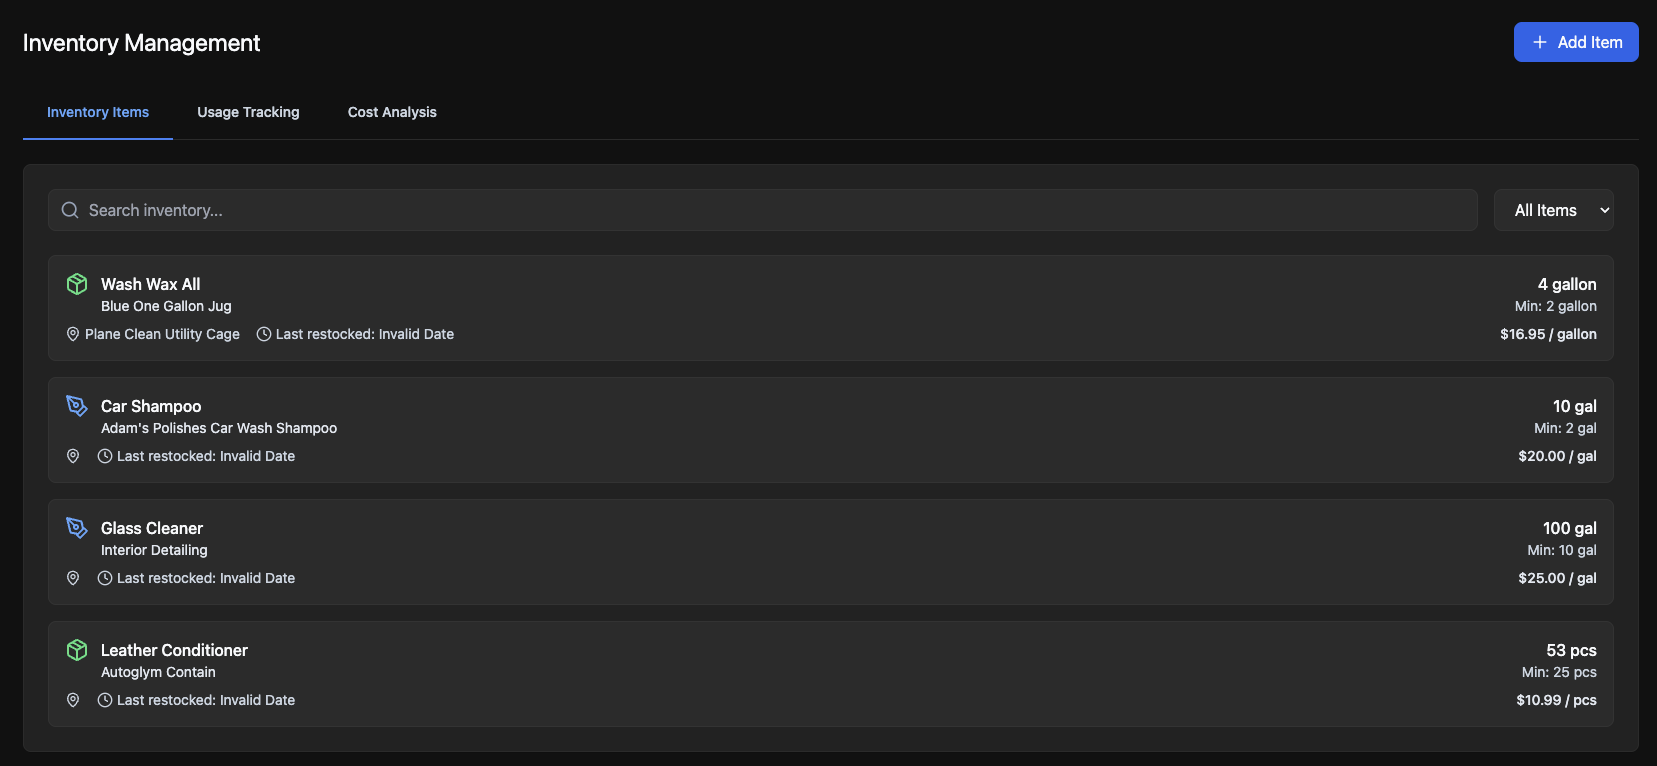 Inventory Management
+ Add Item
Inventory Items
Usage Tracking
Cost Analysis
Search inventory...
All Items
Wash Wax All
4 gallon
Blue One Gallon Jug
Min: 2 gallon
Plane Clean Utility Cage
Last restocked: Invalid Date
$16.95 / gallon
Car Shampoo
10 gal
Adam's Polishes Car Wash Shampoo
Min: 2 gal
Last restocked: Invalid Date
$20.00 / gal
Glass Cleaner
100 gal
Interior Detailing
Min: 10 gal
Last restocked: Invalid Date
$25.00 / gal
Leather Conditioner
53 pcs
Autoglym Contain
Min: 25 pcs
Last restocked: Invalid Date
$10.99 / pcs